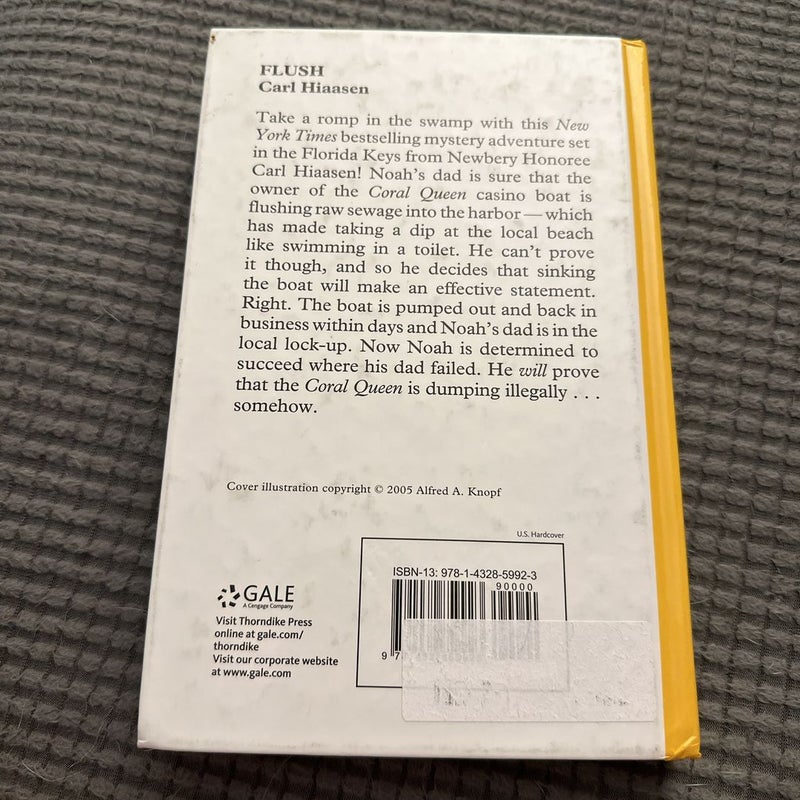 FLUSH
Carl Hiaasen
Take a romp in the swamp with this New
York Times bestselling mystery adventure set
in the Florida Keys from Newbery Honoree
Carl Hiaasen! Noah's dad is sure that the
owner of the Coral Queen casino boat is
flushing raw sewage into the harbor — which
has made taking a dip at the local beach
like swimming in a toilet. He can't prove
it though, and so he decides that sinking
the boat will make an effective statement.
Right. The boat is pumped out and back in
business within days and Noah's dad is in the
local lock-up. Now Noah is determined to
succeed where his dad failed. He will prove
that the Coral Queen is dumping illegally . . .
somehow.
Cover illustration copyright © 2005 Alfred A. Knopf
U.S. Hardcover
ISBN-13: 978-1-4328-5992-3
90000
9 7
GALE
A Cengage Company
Visit Thorndike Press
online at gale.com/
thorndike
Visit our corporate website
at www.gale.com